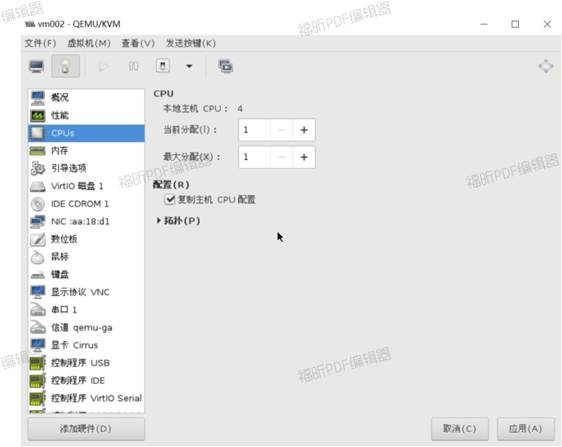 福昕PDF编辑器
vm002 - QEMU/KVM
文件(F) 虚拟机(M) 查看(V) 发送按键(K)
概况
性能
CPUs
内存
引导选项
VirtIO 磁盘 1
IDE CDROM 1
NIC :aa:18:d1
数位板
鼠标
键盘
显示协议 VNC
串口 1
信道 qemu-ga
显卡 Cirrus
控制程序 USB
控制程序 IDE
控制程序 VirtIO Serial
添加硬件(D)
CPU
本地主机 CPU： 4
当前分配(I)： 1 − +
最大分配(X)： 1 − +
配置(R)
复制主机 CPU 配置
拓扑(P)
福昕PDF编辑器
福昕PDF编辑器
福昕PDF编辑器
取消(C) 应用(A)